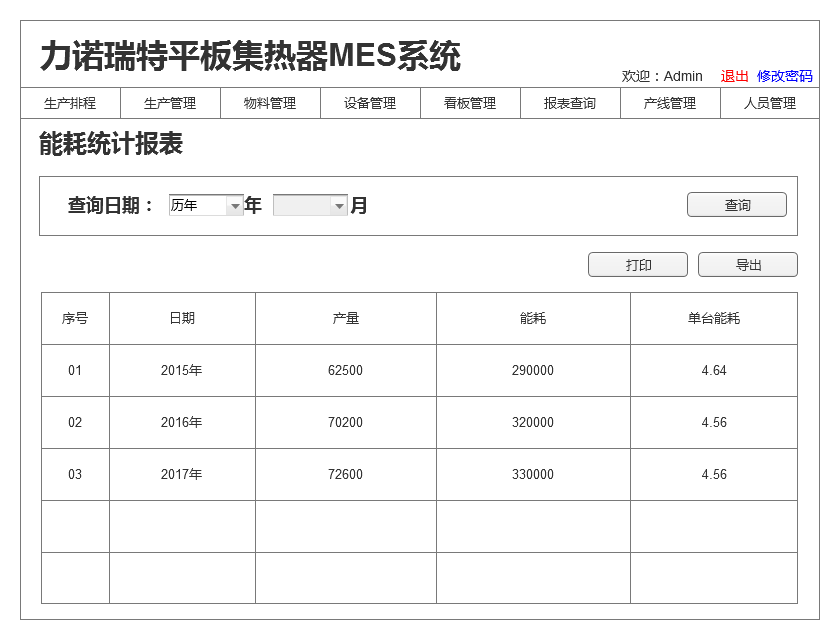 力诺瑞特平板集热器MES系统
欢迎：Admin 退出 修改密码
生产排程 生产管理 物料管理 设备管理 看板管理 报表查询 产线管理 人员管理
能耗统计报表
查询日期： 历年 年 月 查询
打印 导出
序号 日期 产量 能耗 单台能耗
01 2015年 62500 290000 4.64
02 2016年 70200 320000 4.56
03 2017年 72600 330000 4.56